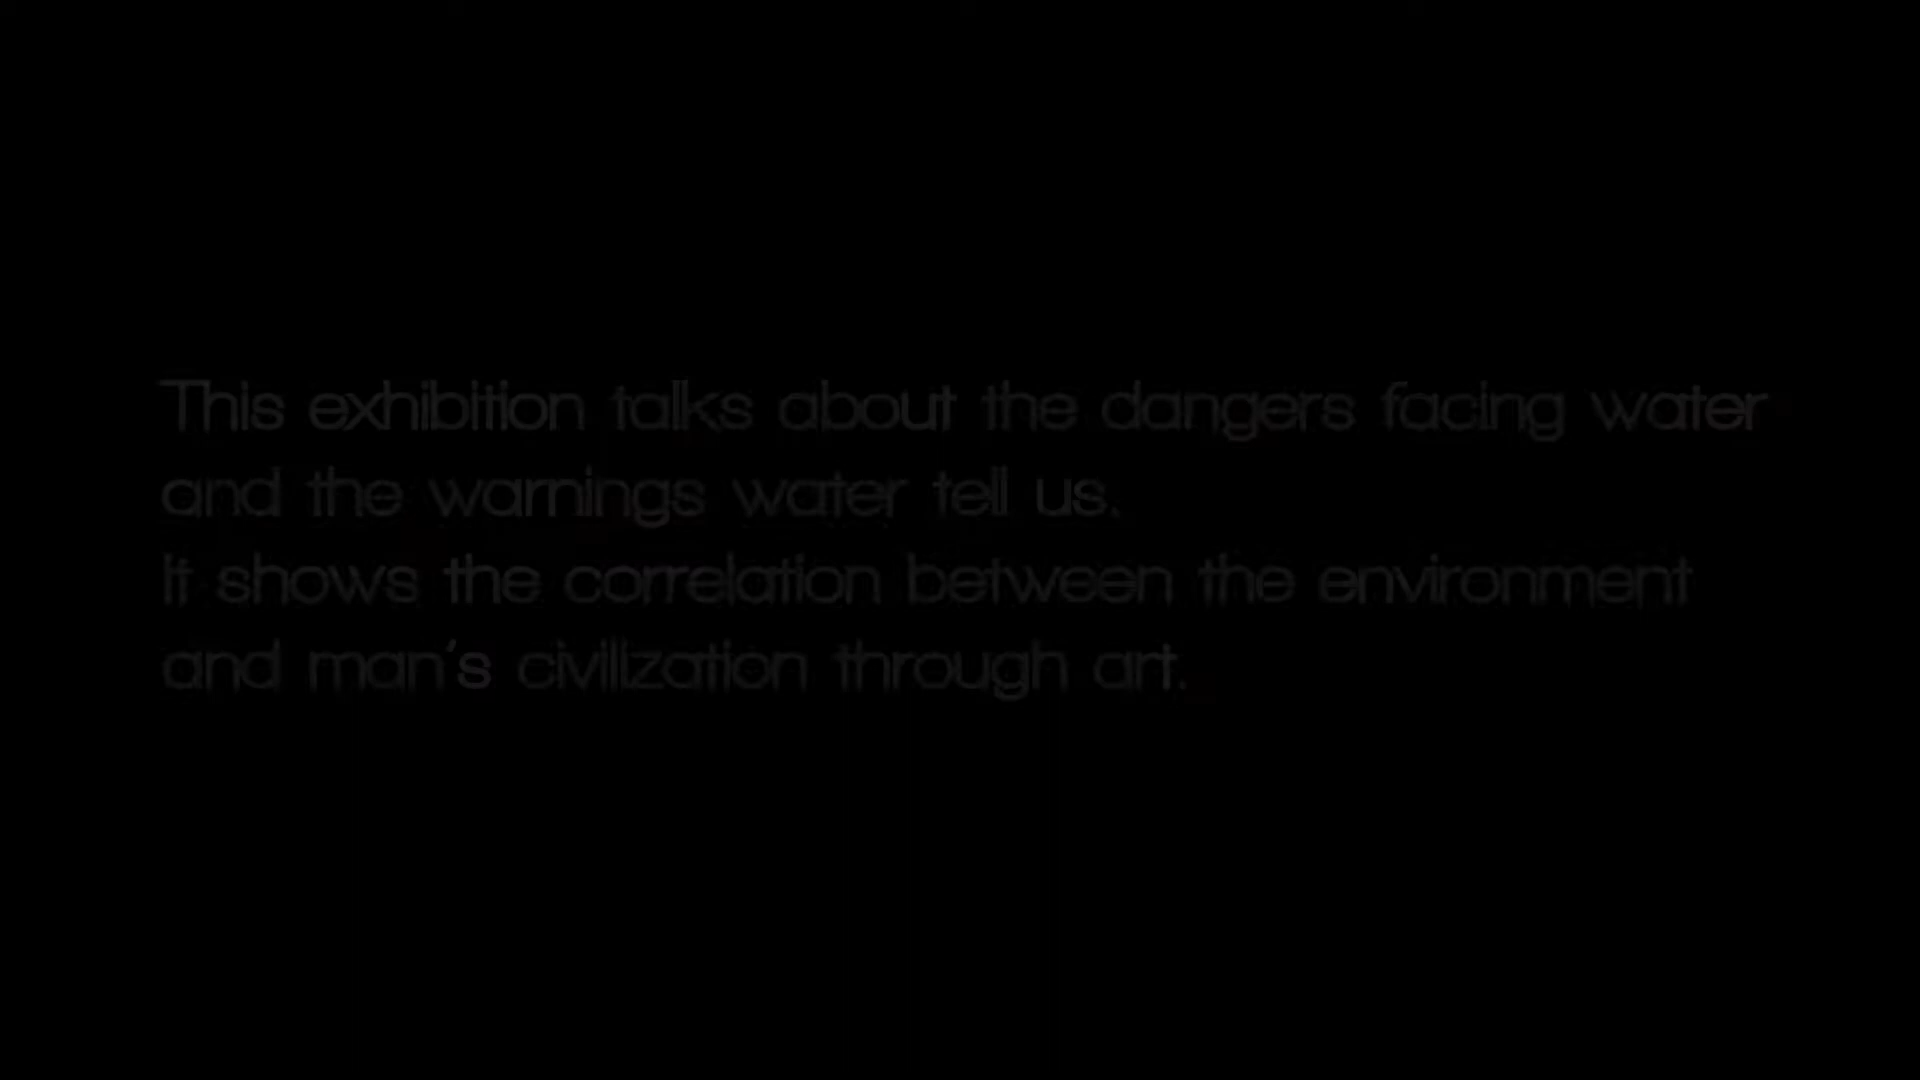 This exhibition talks about the dangers facing water
and the warnings water tell us.
It shows the correlation between the environment
and man's civilization through art.